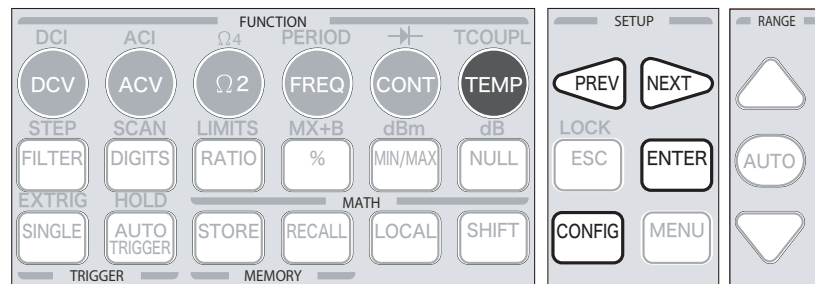 FUNCTION
DCI ACI Ω4 PERIOD TCOUPL
DCV ACV Ω2 FREQ CONT TEMP
STEP SCAN LIMITS MX+B dBm dB
FILTER DIGITS RATIO % MIN/MAX NULL
EXTRIG HOLD MATH
SINGLE AUTO TRIGGER STORE RECALL LOCAL SHIFT
TRIGGER MEMORY
SETUP
PREV NEXT
LOCK
ESC ENTER
CONFIG MENU
RANGE
AUTO